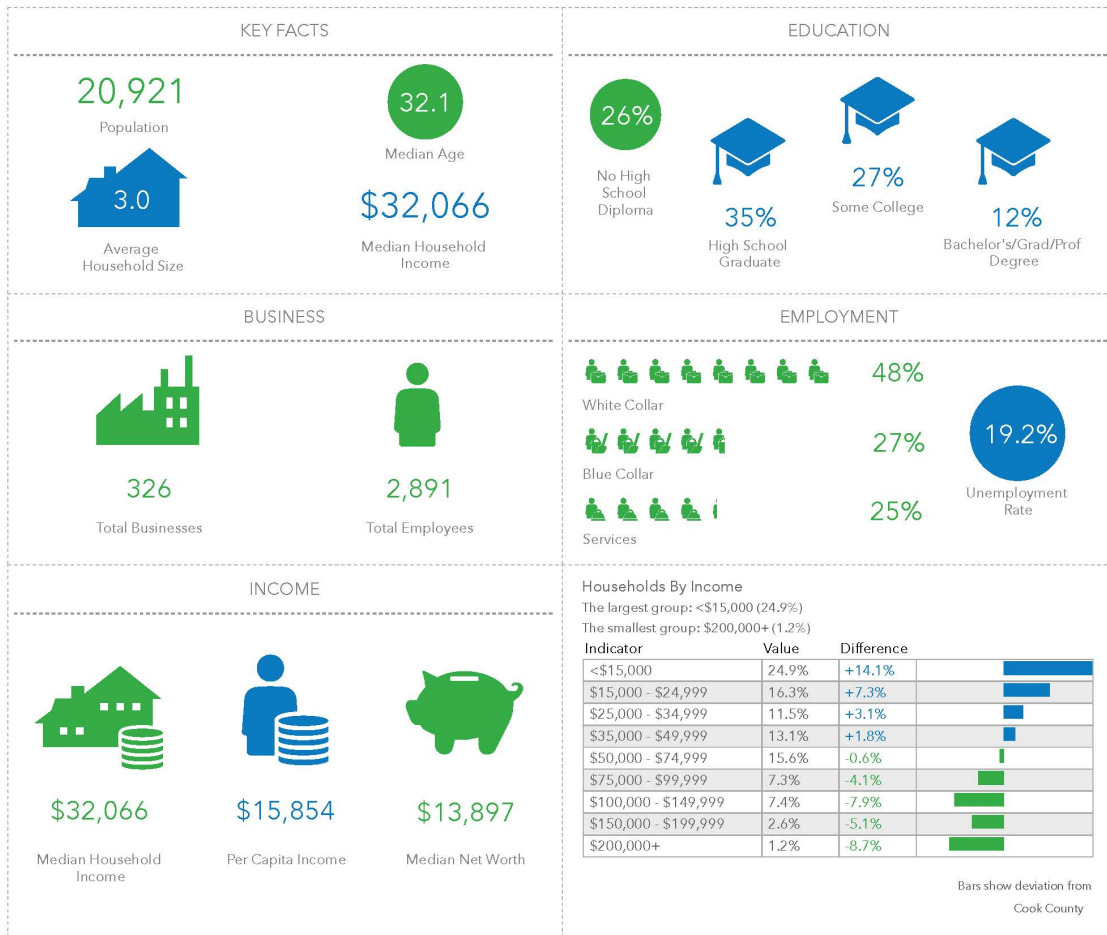 KEY FACTS
20,921
Population
32.1
Median Age
3.0
Average
Household Size
$32,066
Median Household
Income
EDUCATION
26%
No High
School
Diploma
35%
High School
Graduate
27%
Some College
12%
Bachelor's/Grad/Prof
Degree
BUSINESS
326
Total Businesses
2,891
Total Employees
EMPLOYMENT
48%
White Collar
27%
Blue Collar
25%
Services
19.2%
Unemployment
Rate
INCOME
$32,066
Median Household
Income
$15,854
Per Capita Income
$13,897
Median Net Worth
Households By Income
The largest group: <$15,000 (24.9%)
The smallest group: $200,000+ (1.2%)
Indicator Value Difference
<$15,000 24.9% +14.1%
$15,000 - $24,999 16.3% +7.3%
$25,000 - $34,999 11.5% +3.1%
$35,000 - $49,999 13.1% +1.8%
$50,000 - $74,999 15.6% -0.6%
$75,000 - $99,999 7.3% -4.1%
$100,000 - $149,999 7.4% -7.9%
$150,000 - $199,999 2.6% -5.1%
$200,000+ 1.2% -8.7%
Bars show deviation from
Cook County